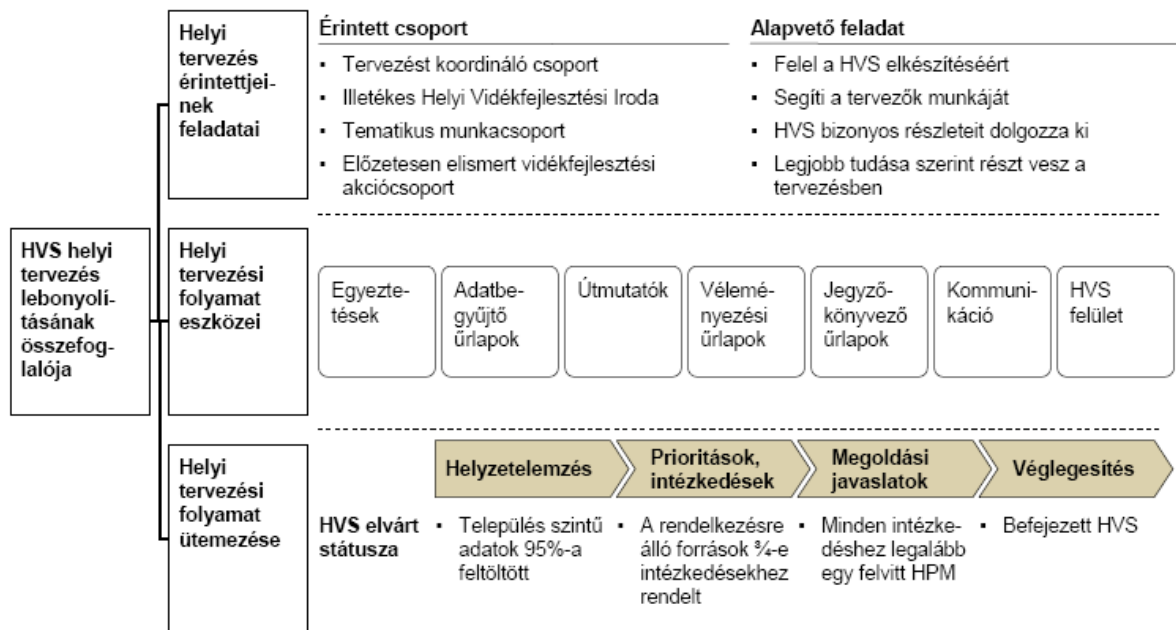 HVS helyi
tervezés
lebonyolí-
tásának
összefog-
lalója
Helyi
tervezés
érintettjei-
nek
feladatai
Érintett csoport
▪ Tervezést koordináló csoport
▪ Illetékes Helyi Vidékfejlesztési Iroda
▪ Tematikus munkacsoport
▪ Előzetesen elismert vidékfejlesztési
akciócsoport
Alapvető feladat
▪ Felel a HVS elkészítéséért
▪ Segíti a tervezők munkáját
▪ HVS bizonyos részleteit dolgozza ki
▪ Legjobb tudása szerint részt vesz a
tervezésben
Helyi
tervezési
folyamat
eszközei
Egyezte-
tések
Adatbe-
gyűjtő
űrlapok
Útmutatók
Vélemé-
nyezési
űrlapok
Jegyző-
könyvező
űrlapok
Kommuni-
káció
HVS
felület
Helyi
tervezési
folyamat
ütemezése
Helyzetelemzés
Prioritások,
intézkedések
Megoldási
javaslatok
Véglegesítés
HVS elvárt
státusza
▪ Település szintű
adatok 95%-a
feltöltött
▪ A rendelkezésre
álló források ¾-e
intézkedésekhez
rendelt
▪ Minden intézke-
déshez legalább
egy felvitt HPM
▪ Befejezett HVS